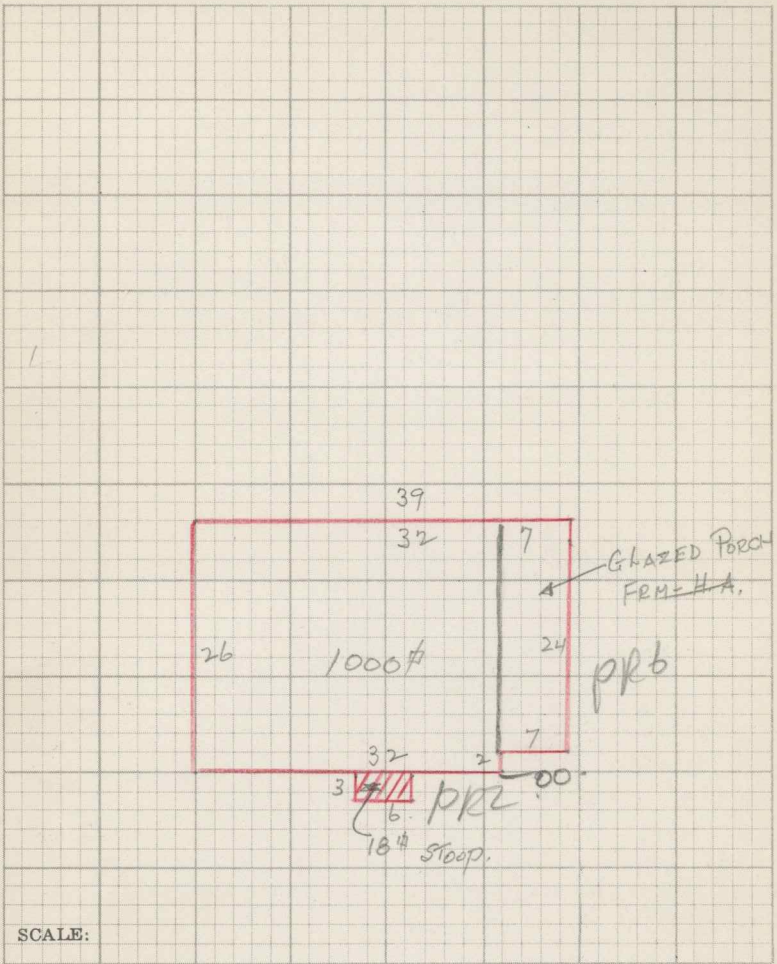 39
32 7
GLAZED PORCH
FRM-H.A.
26 1000⌗ 24
PR6
7
32 2
3 PR2 00
6.
18⌗ STOOP.
SCALE: